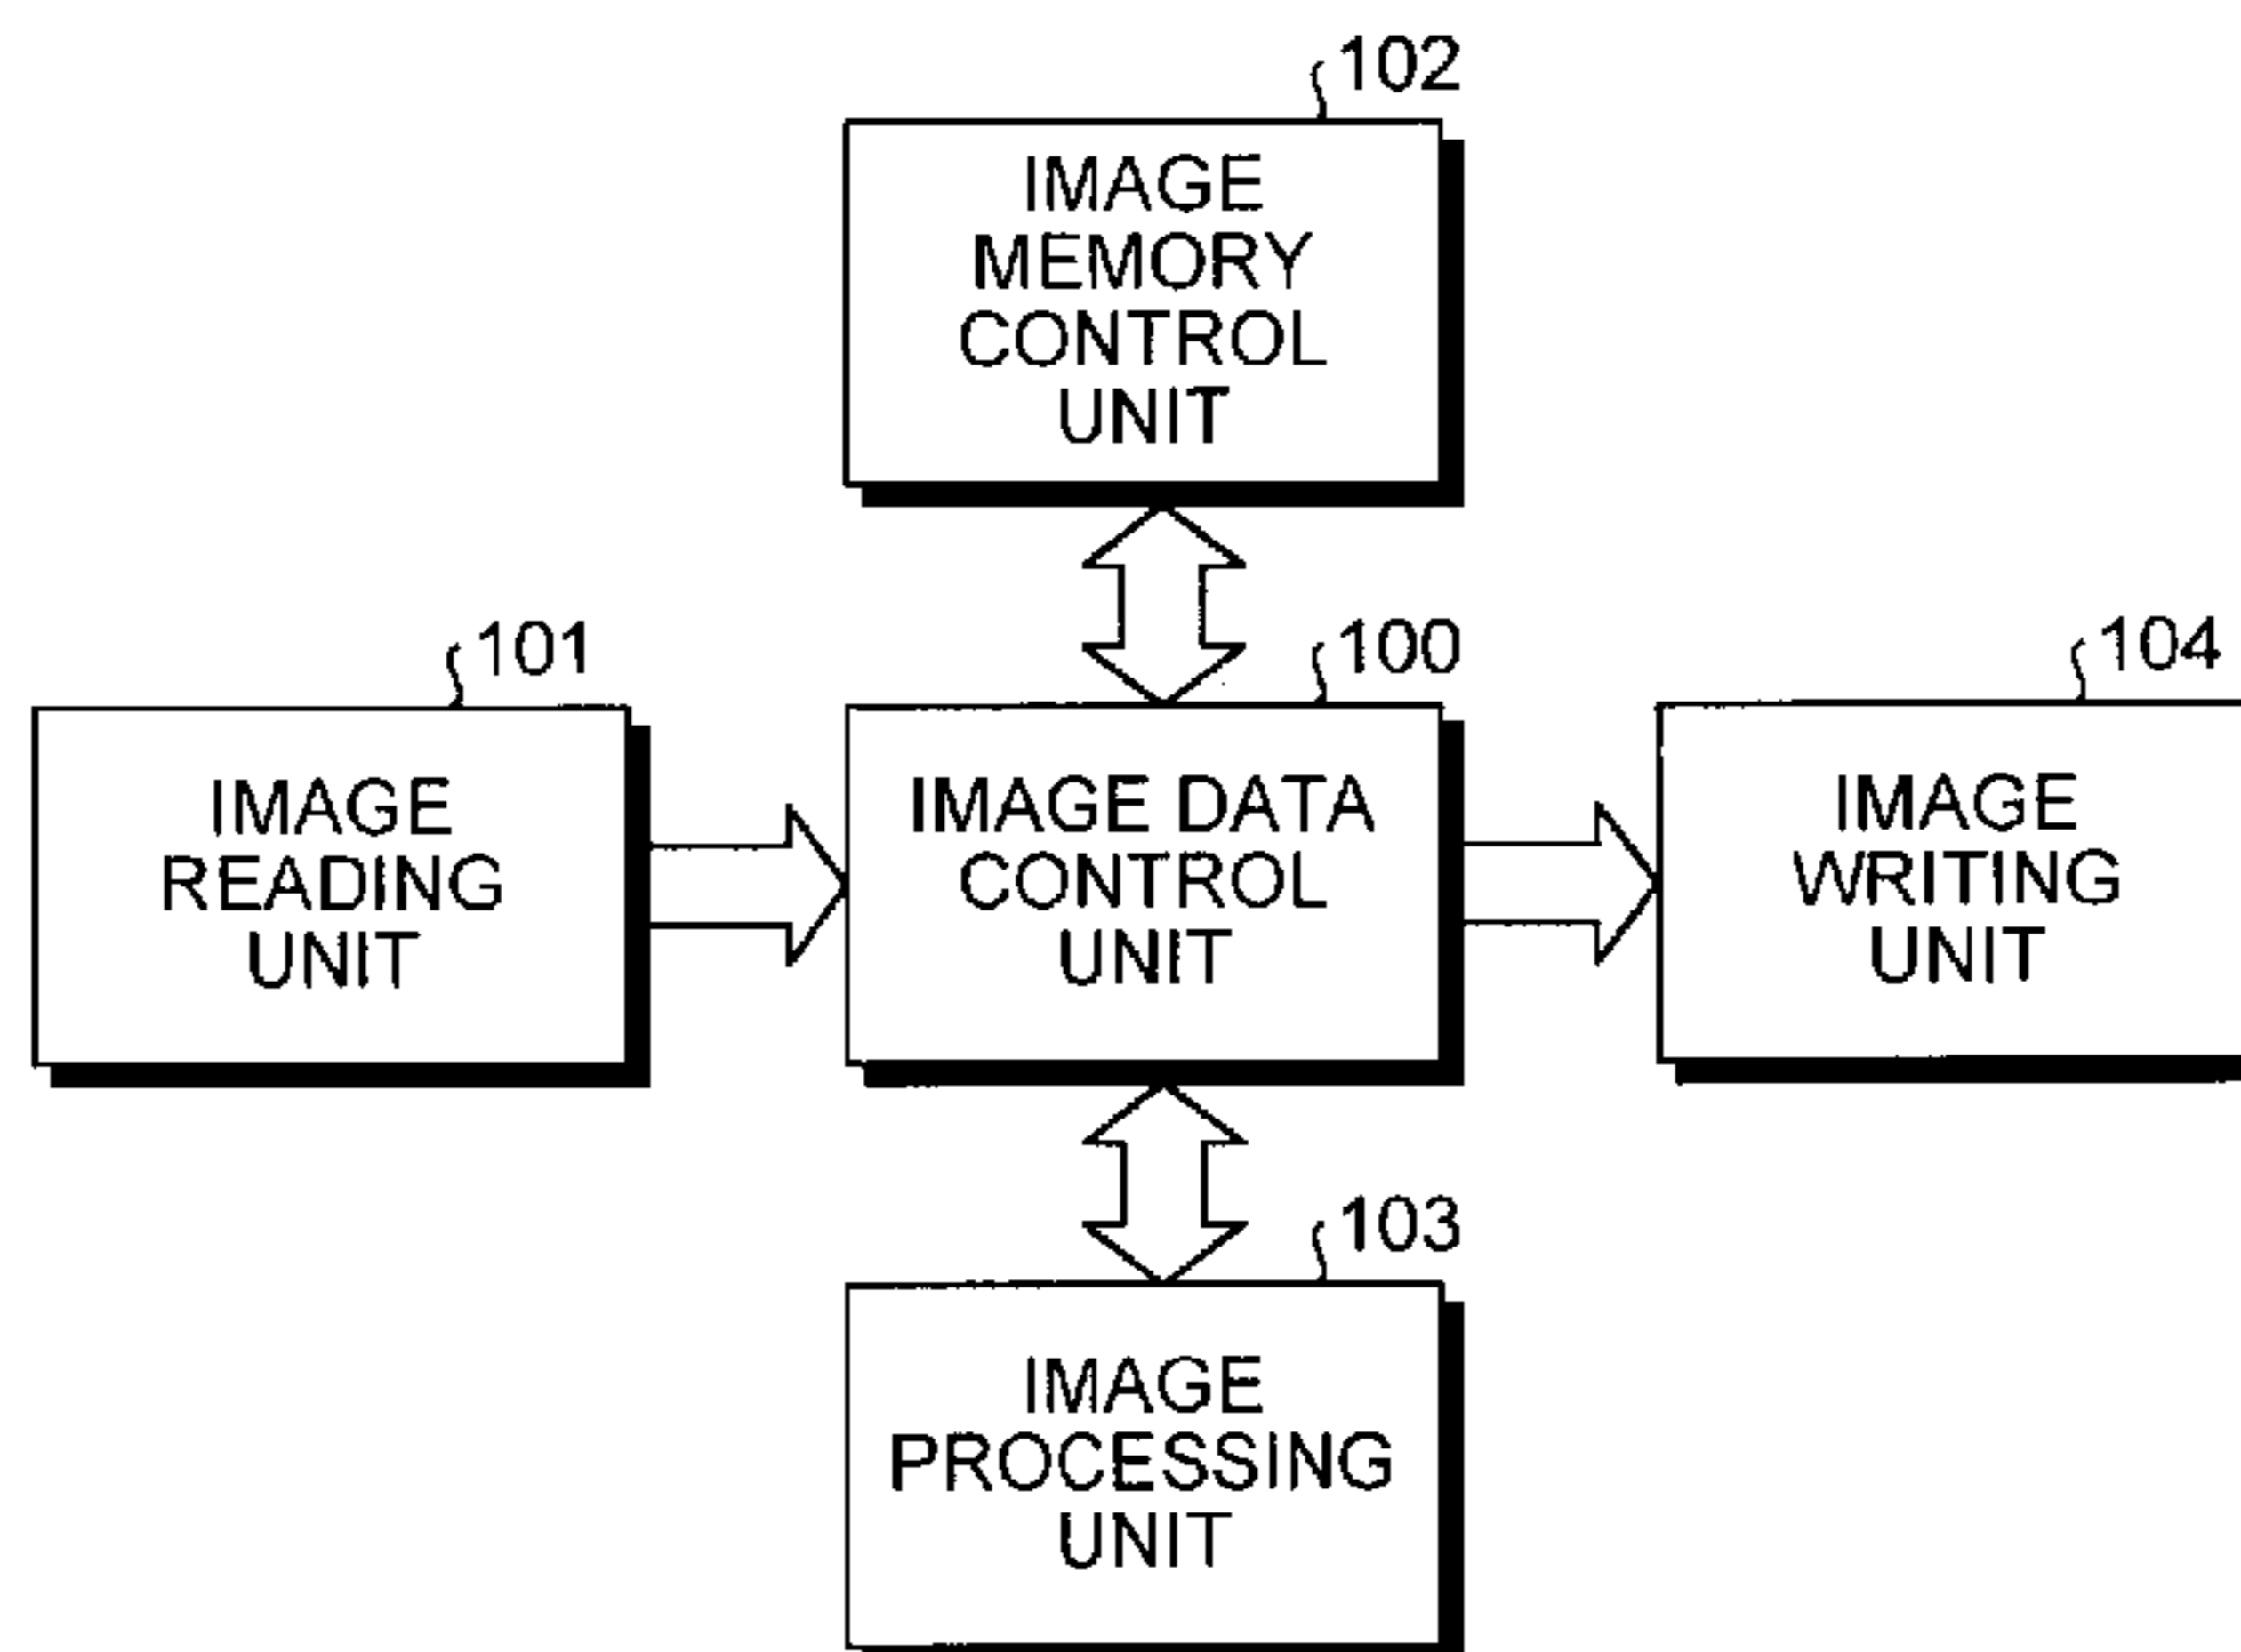 102
IMAGE
MEMORY
CONTROL
UNIT
101
IMAGE
READING
UNIT
100
IMAGE DATA
CONTROL
UNIT
104
IMAGE
WRITING
UNIT
103
IMAGE
PROCESSING
UNIT